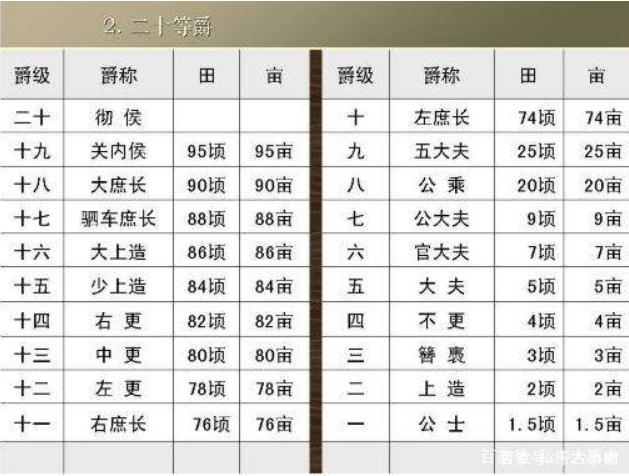 2. 二十等爵
爵级 爵称 田 亩 爵级 爵称 田 亩
二十 彻侯 十 左庶长 74顷 74亩
十九 关内侯 95顷 95亩 九 五大夫 25顷 25亩
十八 大庶长 90顷 90亩 八 公乘 20顷 20亩
十七 驷车庶长 88顷 88亩 七 公大夫 9顷 9亩
十六 大上造 86顷 86亩 六 官大夫 7顷 7亩
十五 少上造 84顷 84亩 五 大夫 5顷 5亩
十四 右更 82顷 82亩 四 不更 4顷 4亩
十三 中更 80顷 80亩 三 簪裹 3顷 3亩
十二 左更 78顷 78亩 二 上造 2顷 2亩
十一 右庶长 76顷 76亩 一 公士 1.5顷 1.5亩